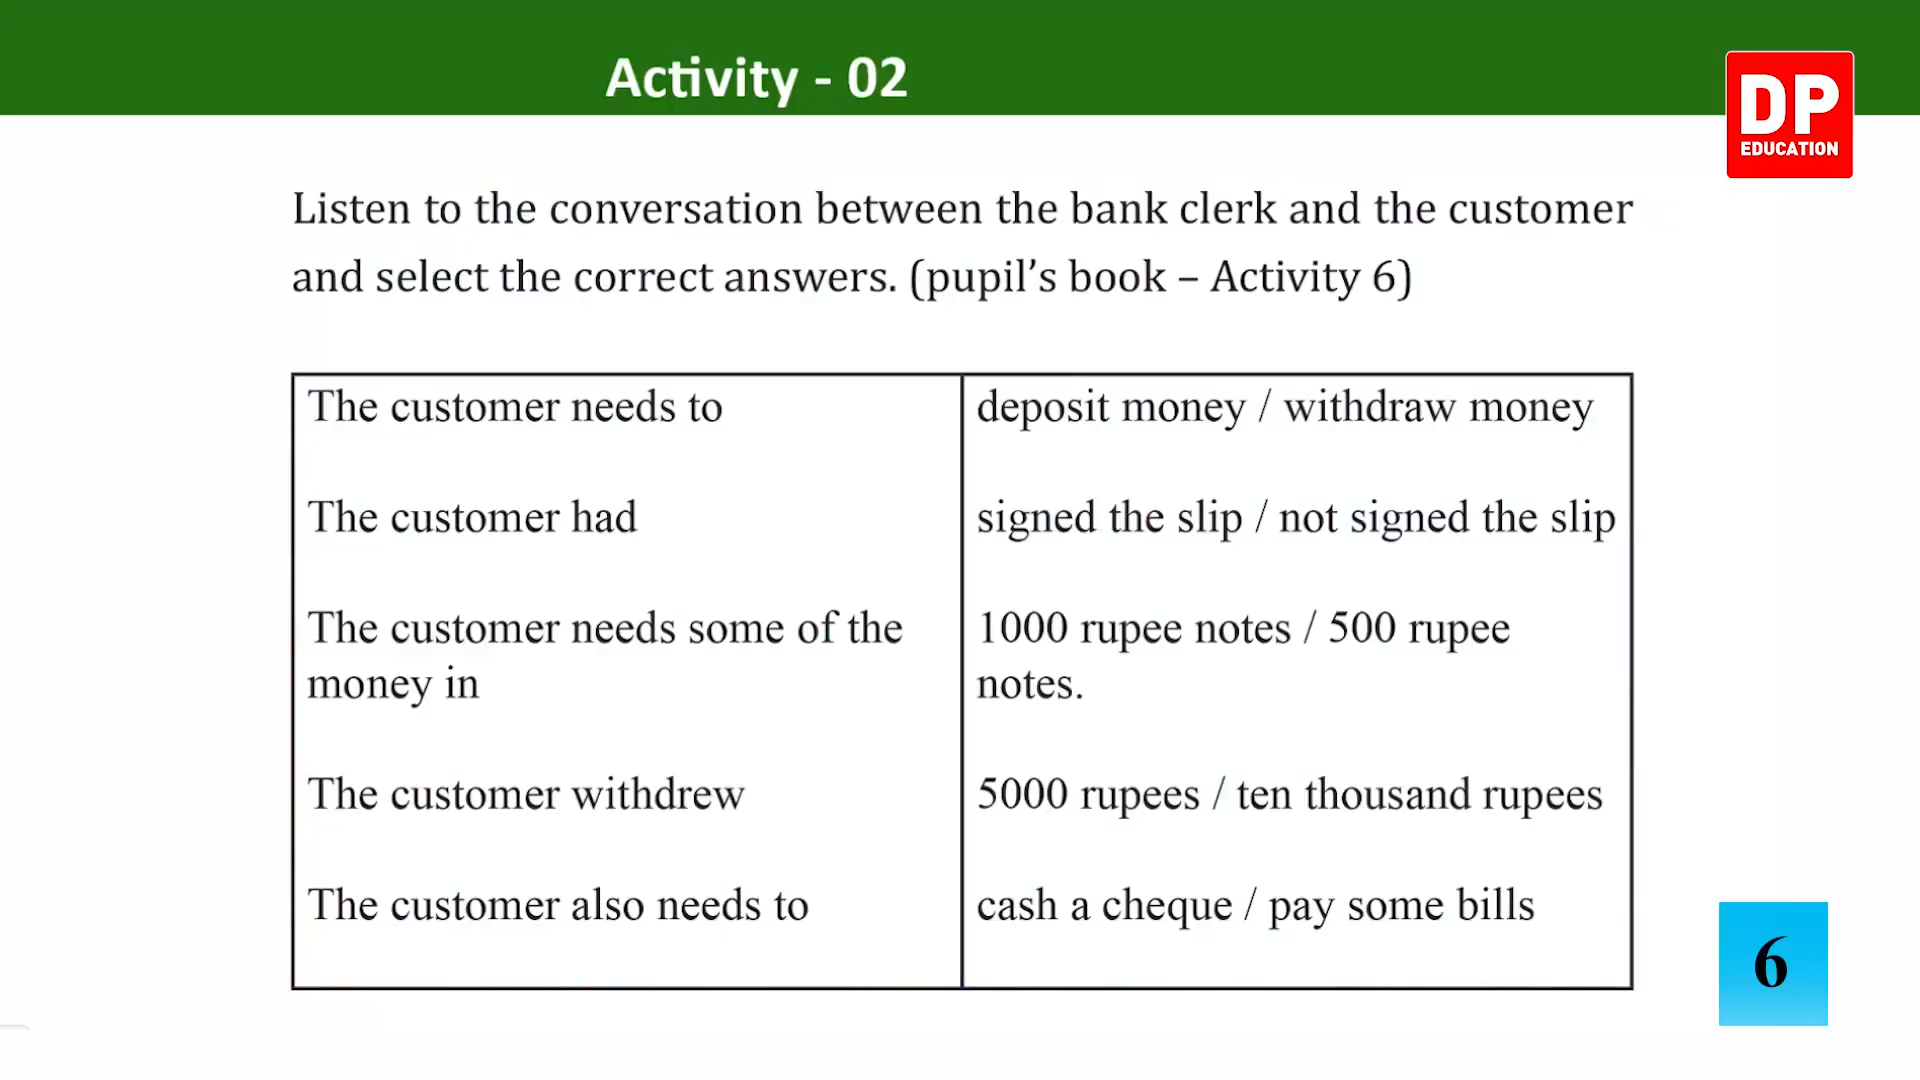 Activity - 02
DP
EDUCATION
Listen to the conversation between the bank clerk and the customer
and select the correct answers. (pupil’s book – Activity 6)
The customer needs to
deposit money / withdraw money
The customer had
signed the slip / not signed the slip
The customer needs some of the
money in
1000 rupee notes / 500 rupee
notes.
The customer withdrew
5000 rupees / ten thousand rupees
The customer also needs to
cash a cheque / pay some bills
6